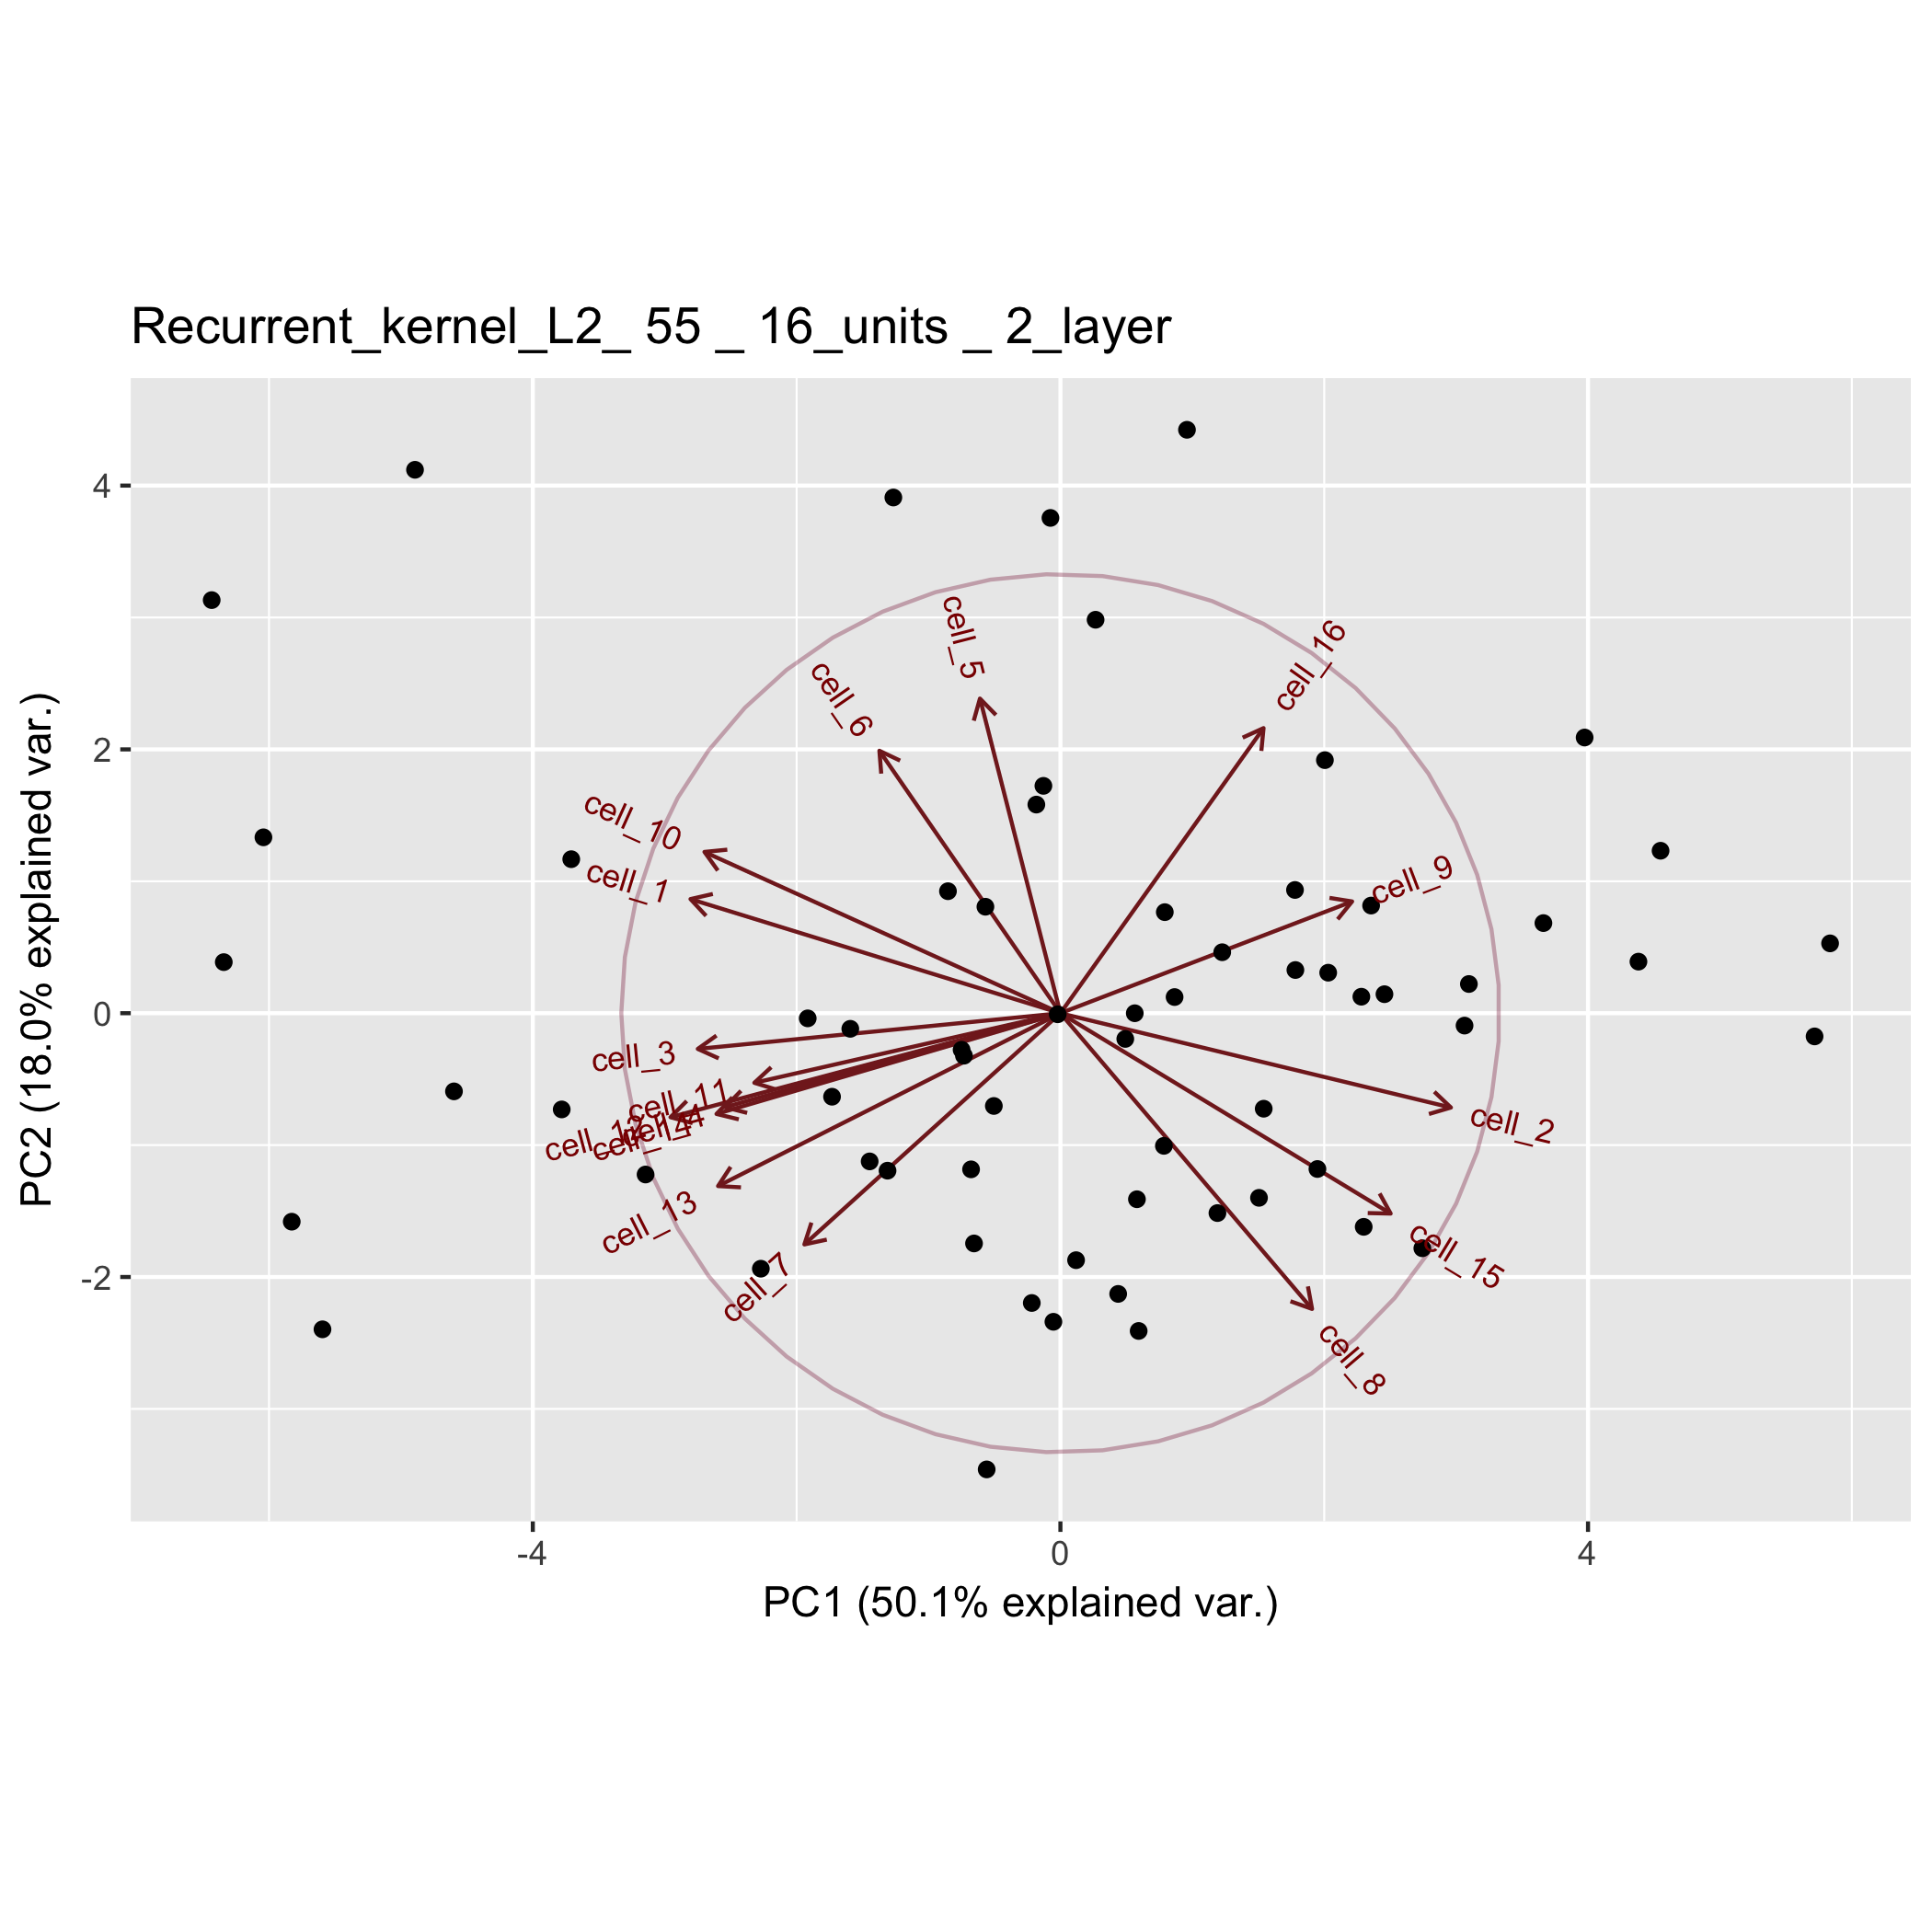 Recurrent_kernel_L2_ 55 _ 16_units _ 2_layer
4
cell_5
cell_16
cell_6
2
cell_10
cell_1
cell_9
0
cell_3
cell_11
cell_2
cell_13
cell_15
cell_7
-2
cell_8
-4
0
4
PC1 (50.1% explained var.)
PC2 (18.0% explained var.)